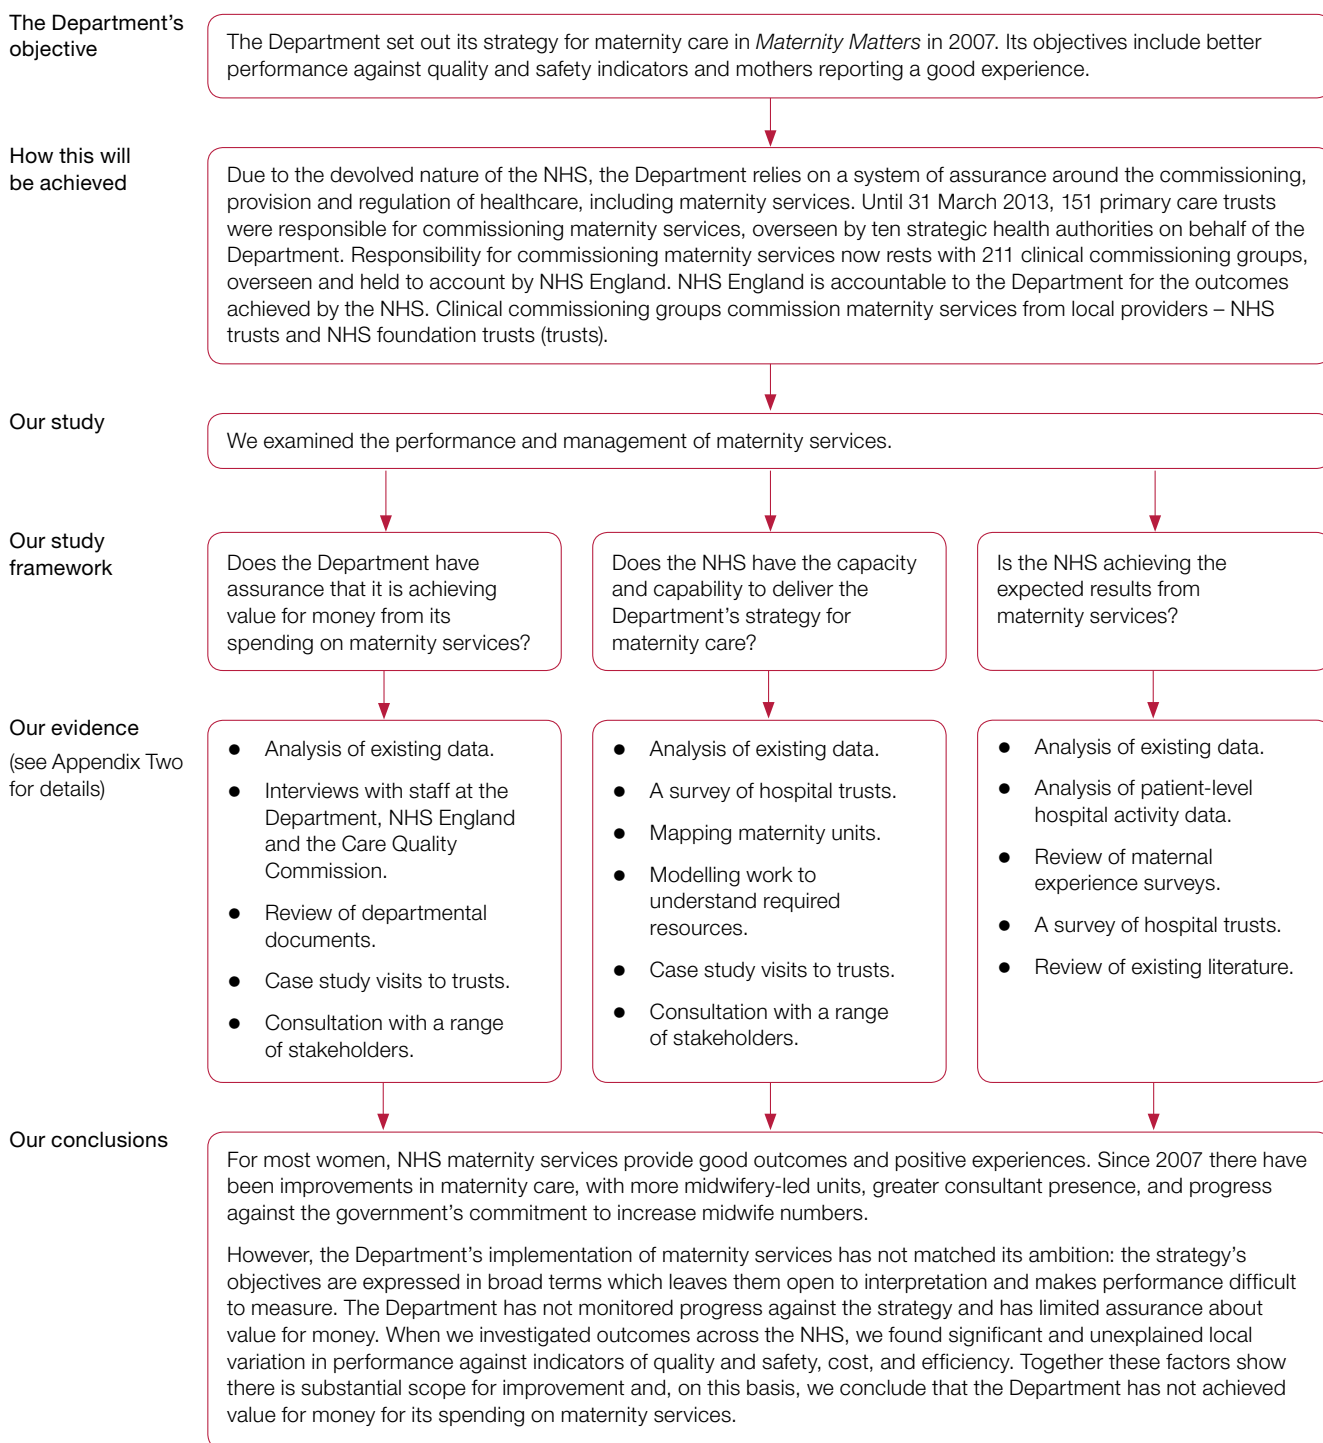 The Department's
objective
The Department set out its strategy for maternity care in Maternity Matters in 2007. Its objectives include better
performance against quality and safety indicators and mothers reporting a good experience.
How this will
be achieved
Due to the devolved nature of the NHS, the Department relies on a system of assurance around the commissioning,
provision and regulation of healthcare, including maternity services. Until 31 March 2013, 151 primary care trusts
were responsible for commissioning maternity services, overseen by ten strategic health authorities on behalf of the
Department. Responsibility for commissioning maternity services now rests with 211 clinical commissioning groups,
overseen and held to account by NHS England. NHS England is accountable to the Department for the outcomes
achieved by the NHS. Clinical commissioning groups commission maternity services from local providers – NHS
trusts and NHS foundation trusts (trusts).
Our study
We examined the performance and management of maternity services.
Our study
framework
Does the Department have
assurance that it is achieving
value for money from its
spending on maternity services?
Does the NHS have the capacity
and capability to deliver the
Department's strategy for
maternity care?
Is the NHS achieving the
expected results from
maternity services?
Our evidence
(see Appendix Two
for details)
● Analysis of existing data.
● Interviews with staff at the
Department, NHS England
and the Care Quality
Commission.
● Review of departmental
documents.
● Case study visits to trusts.
● Consultation with a range
of stakeholders.
● Analysis of existing data.
● A survey of hospital trusts.
● Mapping maternity units.
● Modelling work to
understand required
resources.
● Case study visits to trusts.
● Consultation with a range
of stakeholders.
● Analysis of existing data.
● Analysis of patient-level
hospital activity data.
● Review of maternal
experience surveys.
● A survey of hospital trusts.
● Review of existing literature.
Our conclusions
For most women, NHS maternity services provide good outcomes and positive experiences. Since 2007 there have
been improvements in maternity care, with more midwifery-led units, greater consultant presence, and progress
against the government's commitment to increase midwife numbers.
However, the Department's implementation of maternity services has not matched its ambition: the strategy's
objectives are expressed in broad terms which leaves them open to interpretation and makes performance difficult
to measure. The Department has not monitored progress against the strategy and has limited assurance about
value for money. When we investigated outcomes across the NHS, we found significant and unexplained local
variation in performance against indicators of quality and safety, cost, and efficiency. Together these factors show
there is substantial scope for improvement and, on this basis, we conclude that the Department has not achieved
value for money for its spending on maternity services.